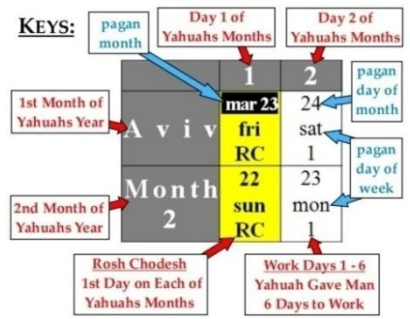 KEYS:
pagan
month
Day 1 of
Yahuahs Months
Day 2 of
Yahuahs Months
1
2
pagan
day of
month
1st Month of
Yahuahs Year
Aviv
mar 23
24
fri
sat
RC
1
pagan
day of
week
2nd Month of
Yahuahs Year
Month
2
22
23
sun
mon
RC
1
Rosh Chodesh
1st Day on Each of
Yahuahs Months
Work Days 1 - 6
Yahuah Gave Man
6 Days to Work